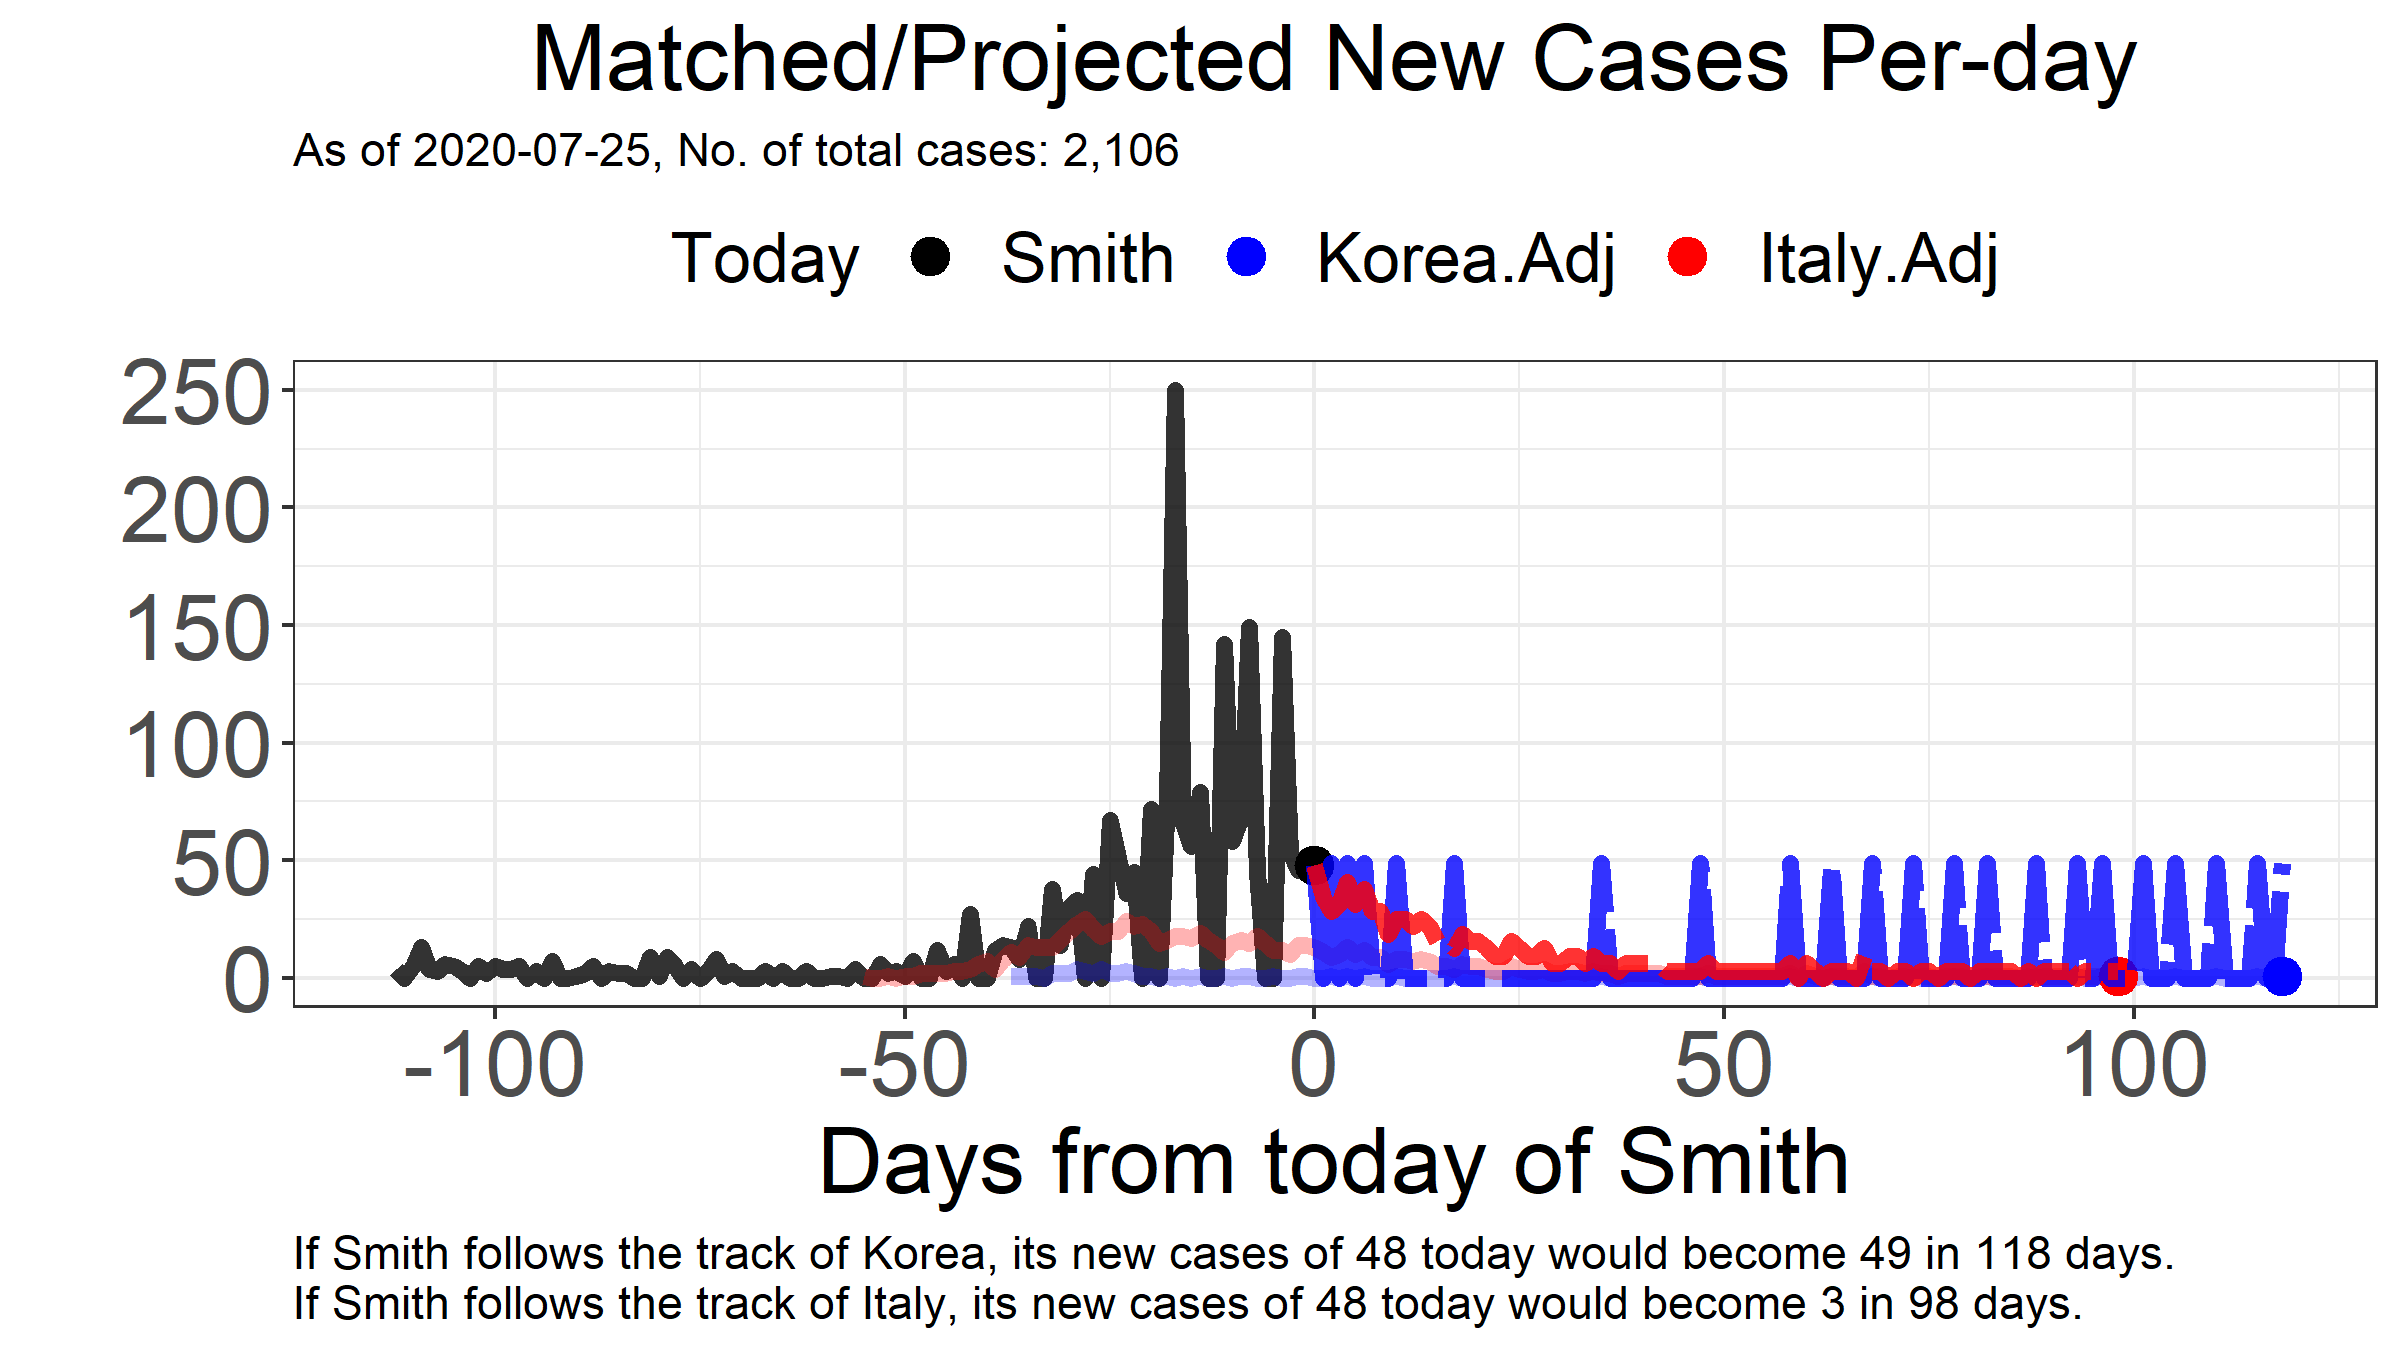 Matched/Projected New Cases Per-day
As of 2020-07-25, No. of total cases: 2,106
Today Smith Korea.Adj Italy.Adj
250
200
150
100
50
0
-100 -50 0 50 100
Days from today of Smith
If Smith follows the track of Korea, its new cases of 48 today would become 49 in 118 days.
If Smith follows the track of Italy, its new cases of 48 today would become 3 in 98 days.